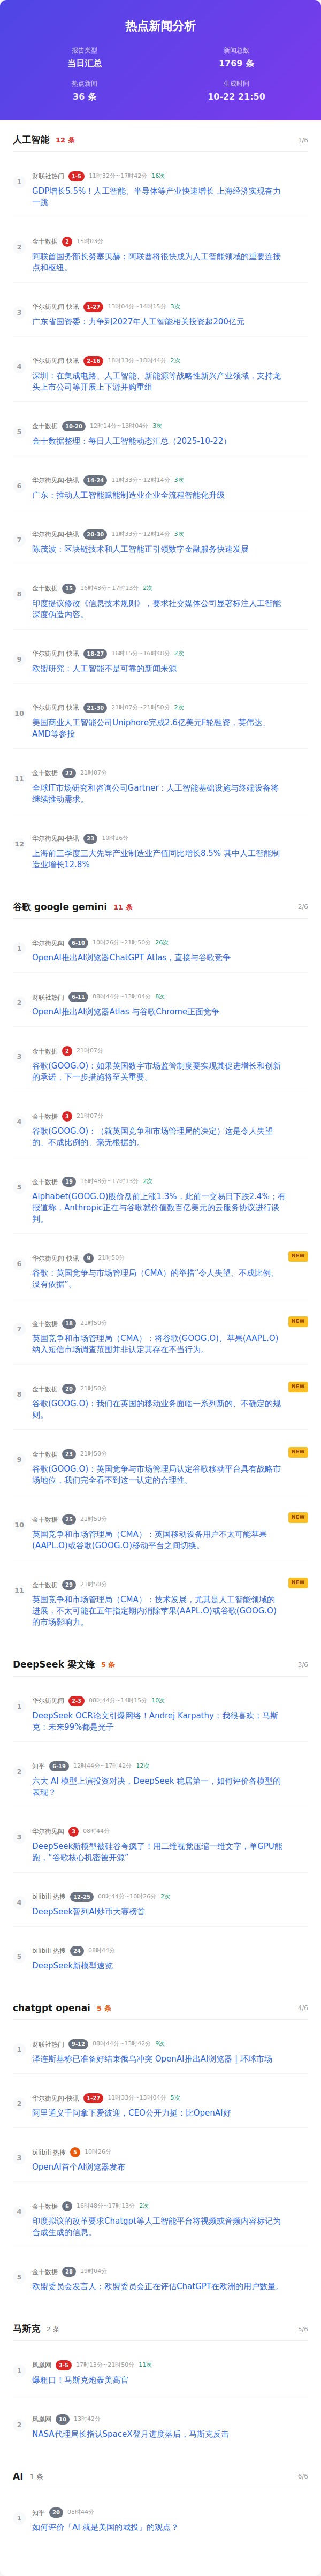 热点新闻分析
报告类型
新闻总数
当日汇总
1769 条
热点新闻
生成时间
36 条
10-22 21:50
人工智能 12 条
1/6
1
财联社热门 1-5 11时32分~17时42分 16次
GDP增长5.5%！人工智能、半导体等产业快速增长 上海经济实现奋力
一跳
2
金十数据 2 15时03分
阿联酋国务部长努塞贝赫：阿联酋将很快成为人工智能领域的重要连接
点和枢纽。
3
华尔街见闻-快讯 1-27 13时04分~14时15分 3次
广东省国资委：力争到2027年人工智能相关投资超200亿元
4
华尔街见闻-快讯 2-16 18时13分~18时44分 2次
深圳：在集成电路、人工智能、新能源等战略性新兴产业领域，支持龙
头上市公司等开展上下游并购重组
5
金十数据 10-20 12时14分~13时04分 3次
金十数据整理：每日人工智能动态汇总（2025-10-22）
6
华尔街见闻-快讯 14-24 11时33分~12时14分 3次
广东：推动人工智能赋能制造业企业全流程智能化升级
7
华尔街见闻-快讯 20-30 11时33分~12时14分 3次
陈茂波：区块链技术和人工智能正引领数字金融服务快速发展
8
金十数据 15 16时48分~17时13分 2次
印度提议修改《信息技术规则》，要求社交媒体公司显著标注人工智能
深度伪造内容。
9
华尔街见闻-快讯 18-27 16时15分~16时48分 2次
欧盟研究：人工智能不是可靠的新闻来源
10
华尔街见闻-快讯 21-30 21时07分~21时50分 2次
美国商业人工智能公司Uniphore完成2.6亿美元F轮融资，英伟达、
AMD等参投
11
金十数据 22 21时07分
全球IT市场研究和咨询公司Gartner：人工智能基础设施与终端设备将
继续推动需求。
12
华尔街见闻-快讯 23 10时26分
上海前三季度三大先导产业制造业产值同比增长8.5% 其中人工智能制
造业增长12.8%
谷歌 google gemini 11 条
2/6
1
华尔街见闻 6-10 10时26分~21时50分 26次
OpenAI推出AI浏览器ChatGPT Atlas，直接与谷歌竞争
2
财联社热门 6-11 08时44分~13时04分 8次
OpenAI推出AI浏览器Atlas 与谷歌Chrome正面竞争
3
金十数据 2 21时07分
谷歌(GOOG.O)：如果英国数字市场监管制度要实现其促进增长和创新
的承诺，下一步措施将至关重要。
4
金十数据 3 21时07分
谷歌(GOOG.O)：（就英国竞争和市场管理局的决定）这是令人失望
的、不成比例的、毫无根据的。
5
金十数据 19 16时48分~17时13分 2次
Alphabet(GOOG.O)股价盘前上涨1.3%，此前一交易日下跌2.4%；有
报道称，Anthropic正在与谷歌就价值数百亿美元的云服务协议进行谈
判。
6
华尔街见闻-快讯 9 21时50分
NEW
谷歌：英国竞争与市场管理局（CMA）的举措“令人失望、不成比例、
没有依据”。
7
金十数据 18 21时50分
NEW
英国竞争和市场管理局（CMA）：将谷歌(GOOG.O)、苹果(AAPL.O)
纳入短信市场调查范围并非认定其存在不当行为。
8
金十数据 20 21时50分
NEW
谷歌(GOOG.O)：我们在英国的移动业务面临一系列新的、不确定的规
则。
9
金十数据 23 21时50分
NEW
谷歌(GOOG.O)：英国竞争与市场管理局认定谷歌移动平台具有战略市
场地位，我们完全看不到这一认定的合理性。
10
金十数据 25 21时50分
NEW
英国竞争和市场管理局（CMA）：英国移动设备用户不太可能苹果
(AAPL.O)或谷歌(GOOG.O)移动平台之间切换。
11
金十数据 29 21时50分
NEW
英国竞争和市场管理局（CMA）：技术发展，尤其是人工智能领域的
进展，不太可能在五年指定期内消除苹果(AAPL.O)或谷歌(GOOG.O)
的市场影响力。
DeepSeek 梁文锋 5 条
3/6
1
华尔街见闻 2-3 08时44分~14时15分 10次
DeepSeek OCR论文引爆网络！Andrej Karpathy：我很喜欢；马斯
克：未来99%都是光子
2
知乎 6-19 12时44分~17时42分 12次
六大 AI 模型上演投资对决，DeepSeek 稳居第一，如何评价各模型的
表现？
3
华尔街见闻 3 08时44分
DeepSeek新模型被硅谷夸疯了！用二维视觉压缩一维文字，单GPU能
跑，“谷歌核心机密被开源”
4
bilibili 热搜 12-25 08时44分~10时26分 2次
DeepSeek暂列AI炒币大赛榜首
5
bilibili 热搜 24 08时44分
DeepSeek新模型速览
chatgpt openai 5 条
4/6
1
财联社热门 9-12 08时44分~13时42分 9次
泽连斯基称已准备好结束俄乌冲突 OpenAI推出AI浏览器 | 环球市场
2
华尔街见闻-快讯 1-27 11时33分~13时04分 5次
阿里通义千问拿下爱彼迎，CEO公开力挺：比OpenAI好
3
bilibili 热搜 5 10时26分
OpenAI首个AI浏览器发布
4
金十数据 6 16时48分~17时13分 2次
印度拟议的改革要求Chatgpt等人工智能平台将视频或音频内容标记为
合成生成的信息。
5
金十数据 28 19时04分
欧盟委员会发言人：欧盟委员会正在评估ChatGPT在欧洲的用户数量。
马斯克 2 条
5/6
1
凤凰网 3-5 17时13分~21时50分 11次
爆粗口！马斯克炮轰美高官
2
凤凰网 10 13时42分
NASA代理局长指认SpaceX登月进度落后，马斯克反击
AI 1 条
6/6
1
知乎 20 08时44分
如何评价「AI 就是美国的城投」的观点？